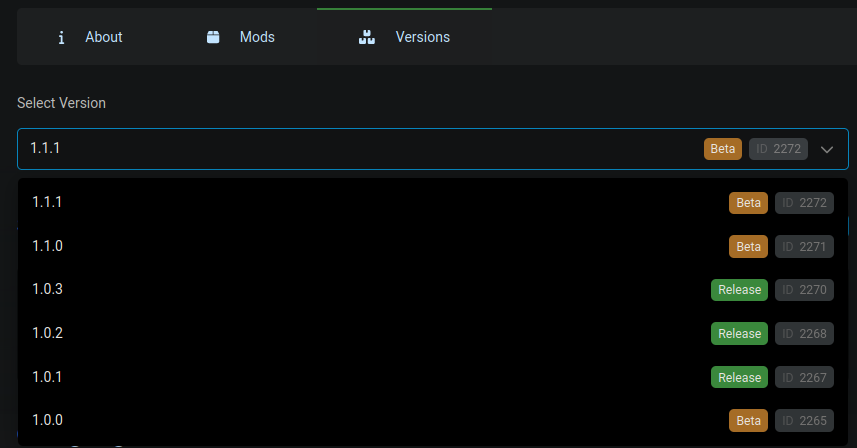 About Mods Versions
Select Version
1.1.1 Beta ID 2272
1.1.1 Beta ID 2272
1.1.0 Beta ID 2271
1.0.3 Release ID 2270
1.0.2 Release ID 2268
1.0.1 Release ID 2267
1.0.0 Beta ID 2265